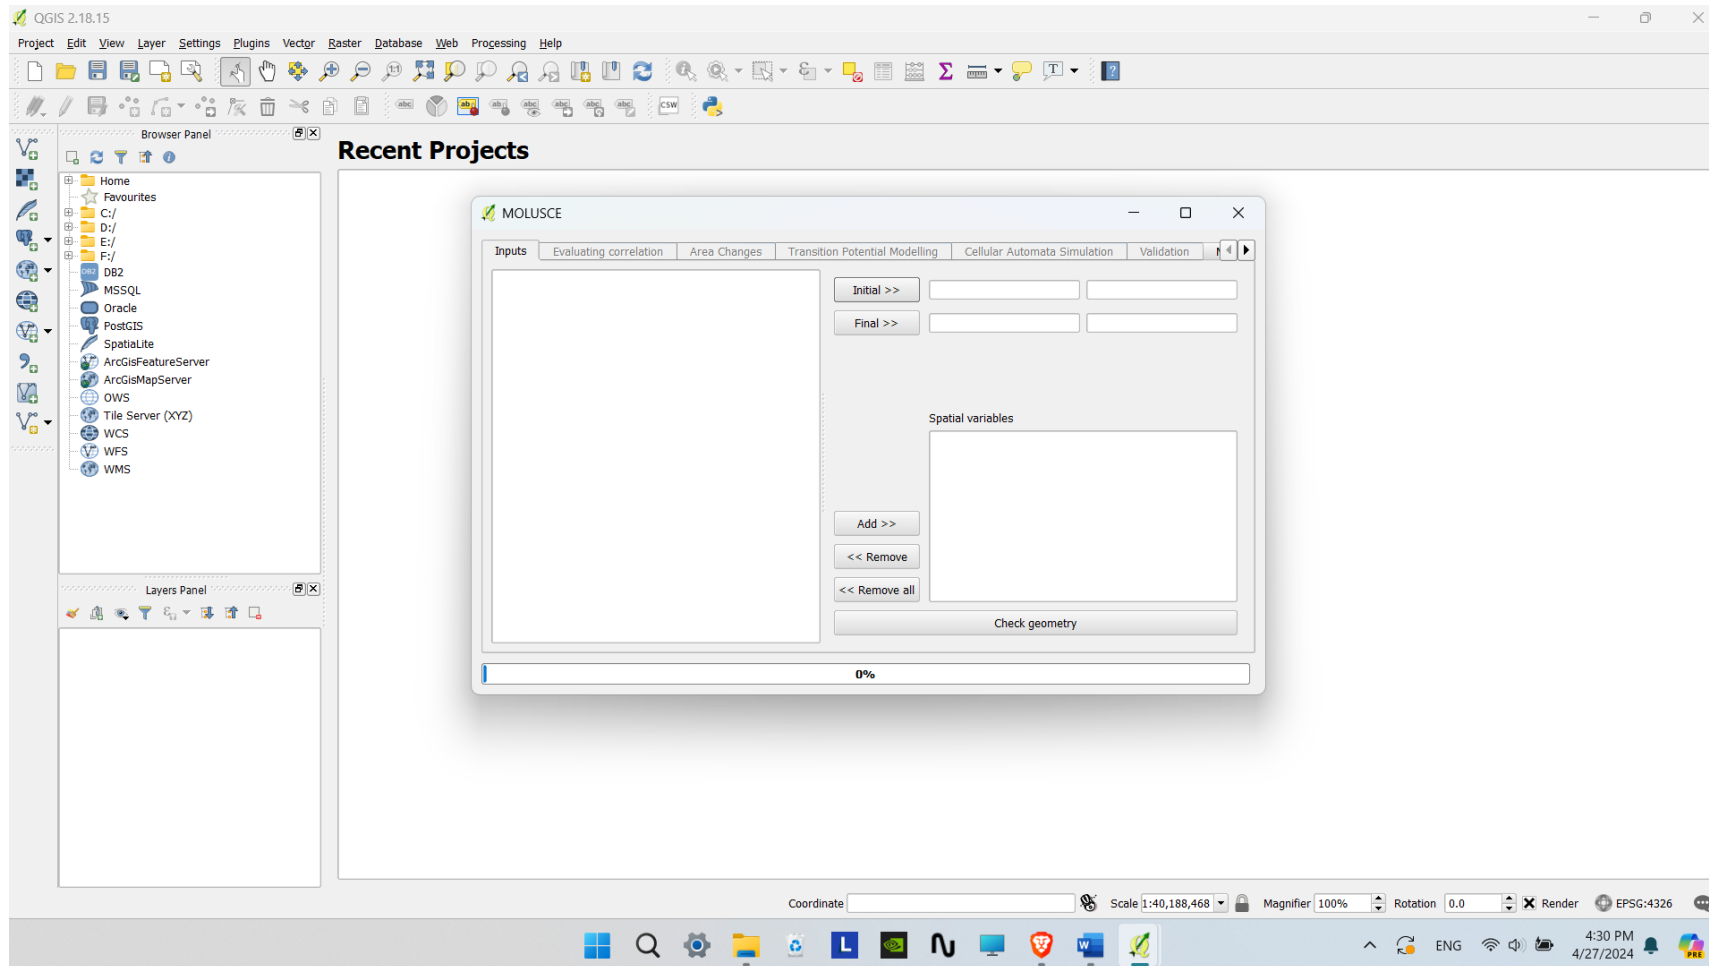 QGIS 2.18.15
Project Edit View Layer Settings Plugins Vector Raster Database Web Processing Help
CSW
Browser Panel
Recent Projects
Home
Favourites
C:/
D:/
E:/
F:/
DB2
MSSQL
Oracle
PostGIS
SpatiaLite
ArcGisFeatureServer
ArcGisMapServer
OWS
Tile Server (XYZ)
WCS
WFS
WMS
Layers Panel
MOLUSCE
Inputs Evaluating correlation Area Changes Transition Potential Modelling Cellular Automata Simulation Validation
Initial >>
Final >>
Spatial variables
Add >>
<< Remove
<< Remove all
Check geometry
0%
Coordinate Scale 1:40,188,468 Magnifier 100% Rotation 0.0 Render EPSG:4326
ENG 4:30 PM
4/27/2024